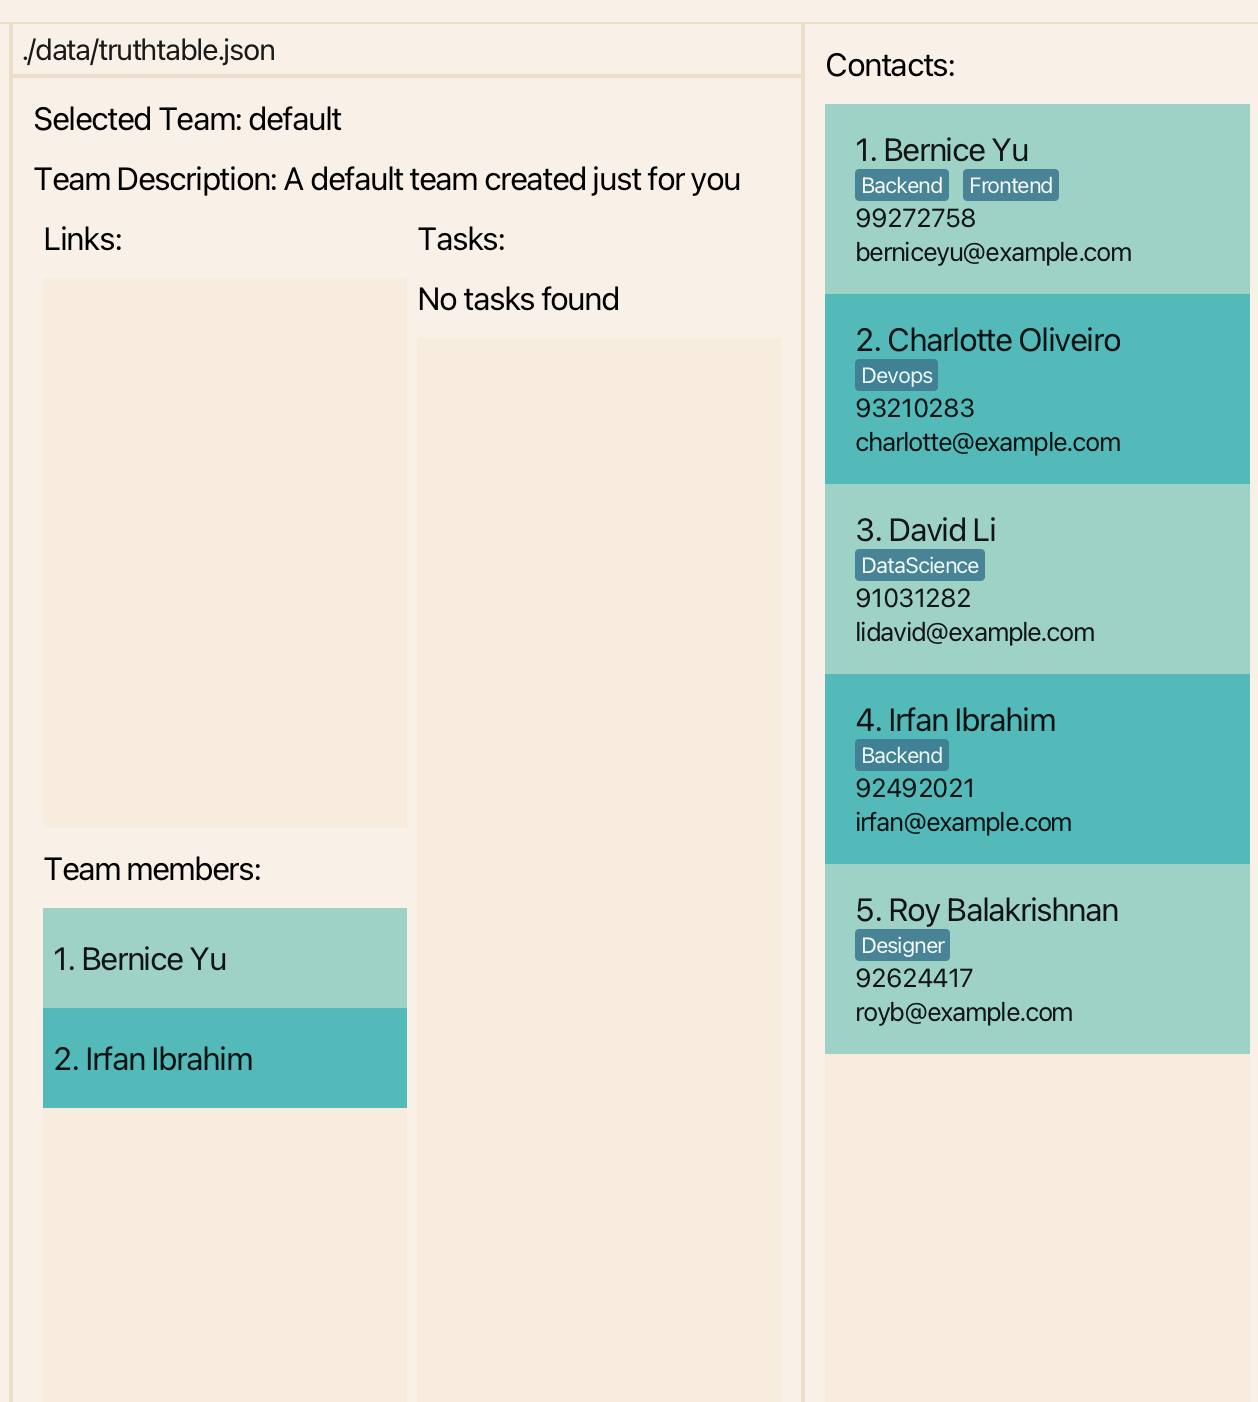 ./data/truthtable.json
Selected Team: default
Team Description: A default team created just for you
Links:
Tasks:
No tasks found
Team members:
1. Bernice Yu
2. Irfan Ibrahim
Contacts:
1. Bernice Yu
Backend Frontend
99272758
berniceyu@example.com
2. Charlotte Oliveiro
Devops
93210283
charlotte@example.com
3. David Li
DataScience
91031282
lidavid@example.com
4. Irfan Ibrahim
Backend
92492021
irfan@example.com
5. Roy Balakrishnan
Designer
92624417
royb@example.com